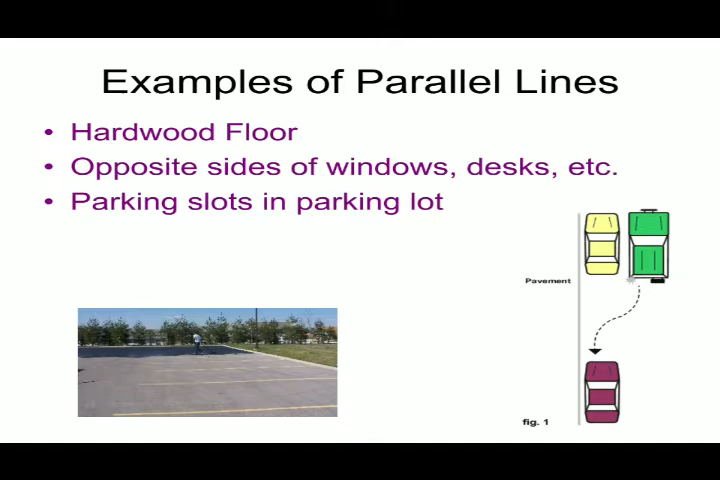 Examples of Parallel Lines
• Hardwood Floor
• Opposite sides of windows, desks, etc.
• Parking slots in parking lot
Pavement
fig. 1